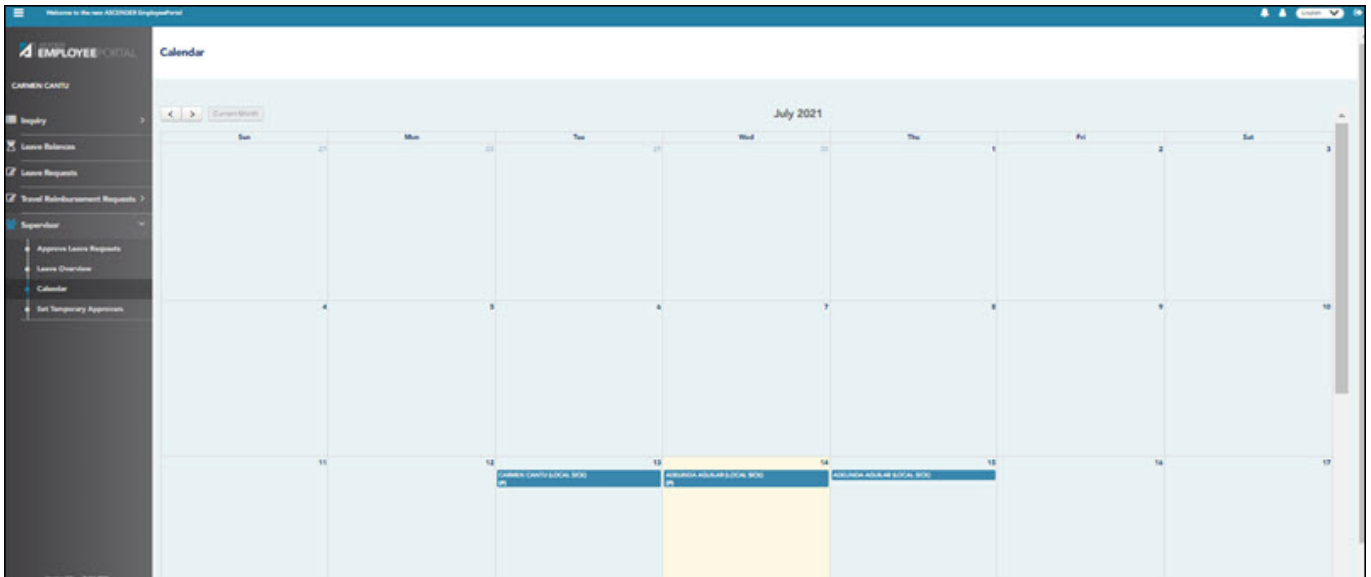 Welcome to the new ASCENDER EmployeePortal
English
EMPLOYEEPORTAL
Calendar
CARMEN CANTU
Inquiry
Leave Balances
Leave Requests
Travel Reimbursement Requests
Supervisor
Approve Leave Requests
Leave Overview
Calendar
Set Temporary Approvers
Current Month
July 2021
Sun Mon Tue Wed Thu Fri Sat
27 28 29 30 1 2 3
4 5 6 7 8 9 10
11 12 13 14 15 16 17
CARMEN CANTU (LOCAL SICK)
(P)
ADELINDA AGUILAR (LOCAL SICK)
(P)
ADELINDA AGUILAR (LOCAL SICK)